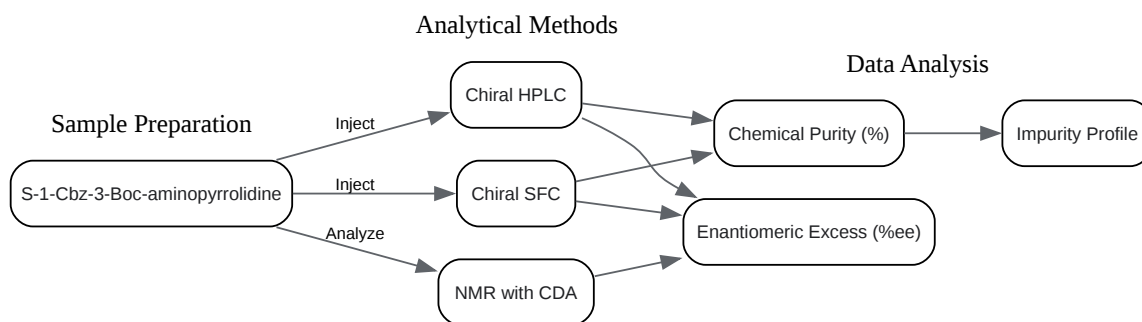 Analytical Methods
Data Analysis
Sample Preparation
Chiral HPLC
Inject
Chemical Purity (%)
Impurity Profile
S-1-Cbz-3-Boc-aminopyrrolidine
Inject
Chiral SFC
Enantiomeric Excess (%ee)
Analyze
NMR with CDA